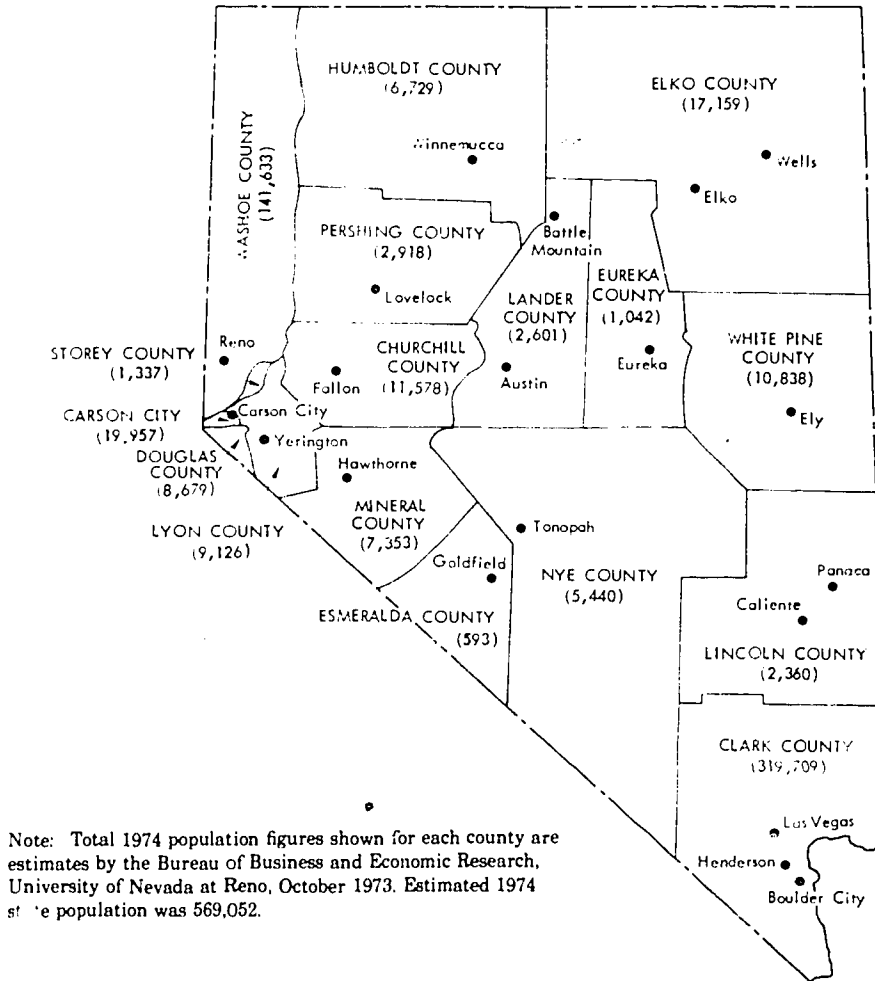 HUMBOLDT COUNTY
(6,729)
Winnemucca
ELKO COUNTY
(17,159)
Wells
Elko
WASHOE COUNTY
(141,633)
PERSHING COUNTY
(2,918)
Lovelock
Battle
Mountain
LANDER
COUNTY
(2,601)
Austin
EUREKA
COUNTY
(1,042)
Eureka
WHITE PINE
COUNTY
(10,838)
Ely
STOREY COUNTY
(1,337)
Reno
CHURCHILL
COUNTY
(11,578)
Fallon
CARSON CITY
(19,957)
Carson City
DOUGLAS
COUNTY
(8,679)
Yerington
LYON COUNTY
(9,126)
Hawthorne
MINERAL
COUNTY
(7,353)
Goldfield
ESMERALDA COUNTY
(593)
Tonopah
NYE COUNTY
(5,440)
Panaca
Caliente
LINCOLN COUNTY
(2,360)
CLARK COUNTY
(319,709)
Las Vegas
Henderson
Boulder City
Note: Total 1974 population figures shown for each county are
estimates by the Bureau of Business and Economic Research,
University of Nevada at Reno, October 1973. Estimated 1974
state population was 569,052.